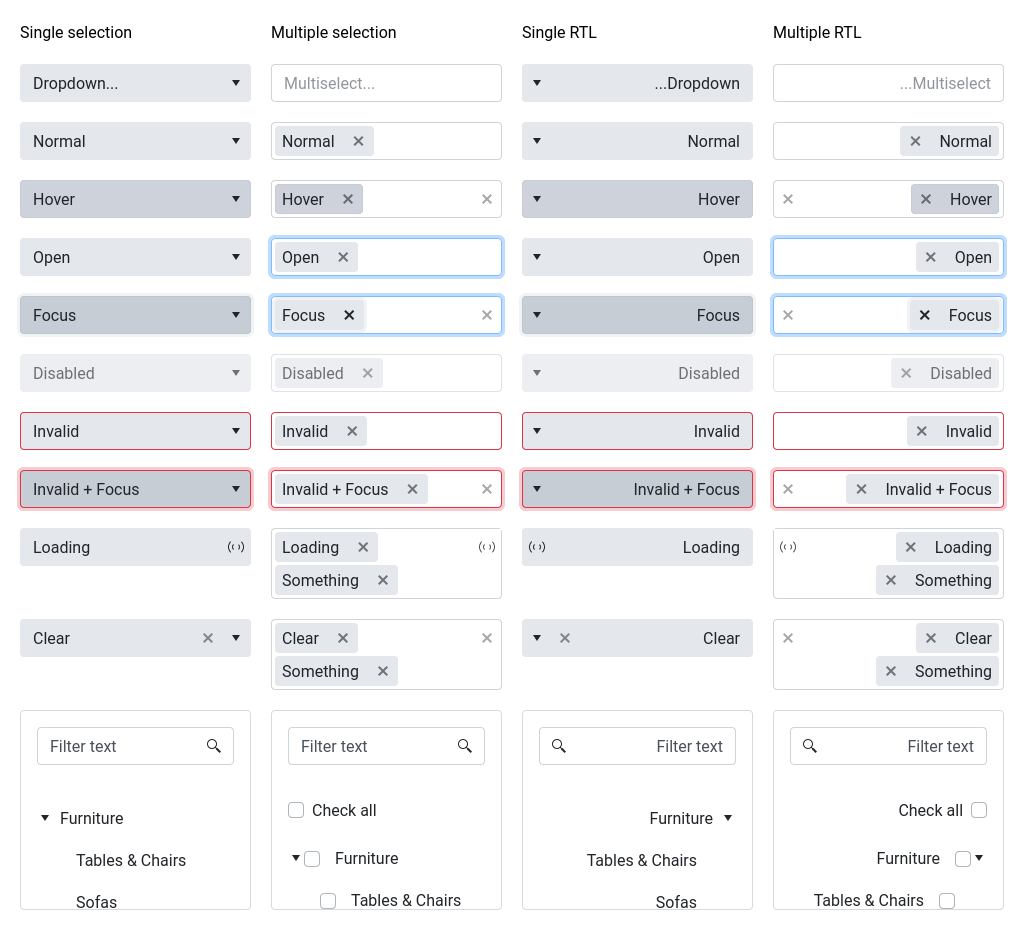 Single selection Multiple selection Single RTL Multiple RTL
Dropdown... Multiselect... ...Dropdown ...Multiselect
Normal Normal Normal Normal
Hover Hover Hover Hover
Open Open Open Open
Focus Focus Focus Focus
Disabled Disabled Disabled Disabled
Invalid Invalid Invalid Invalid
Invalid + Focus Invalid + Focus Invalid + Focus Invalid + Focus
Loading Loading Loading Loading
Something Something
Clear Clear Clear Clear
Something Something
Filter text Filter text Filter text Filter text
Check all Check all
Furniture Furniture
Furniture Furniture
Tables & Chairs Tables & Chairs
Sofas Tables & Chairs Sofas Tables & Chairs